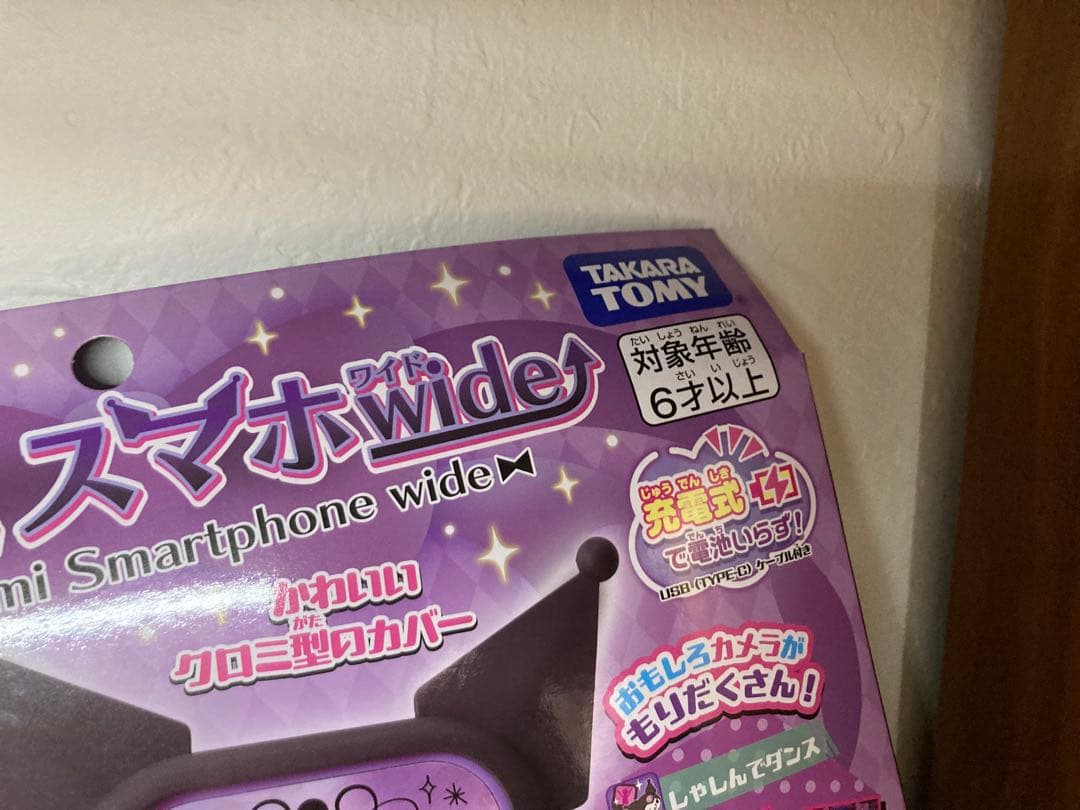 TAKARA
TOMY
たいしょうねんれい
対象年齢
さいいじょう
6才以上
ワイド
スマホwide
mi Smartphone wide
じゅうでんしき
充電式
でんち
で電池いらず!
USB (TYPE-C) ケーブル付き
かわいい
がた
クロミ型のカバー
おもしろカメラが
もりだくさん!
しゃしんでダンス